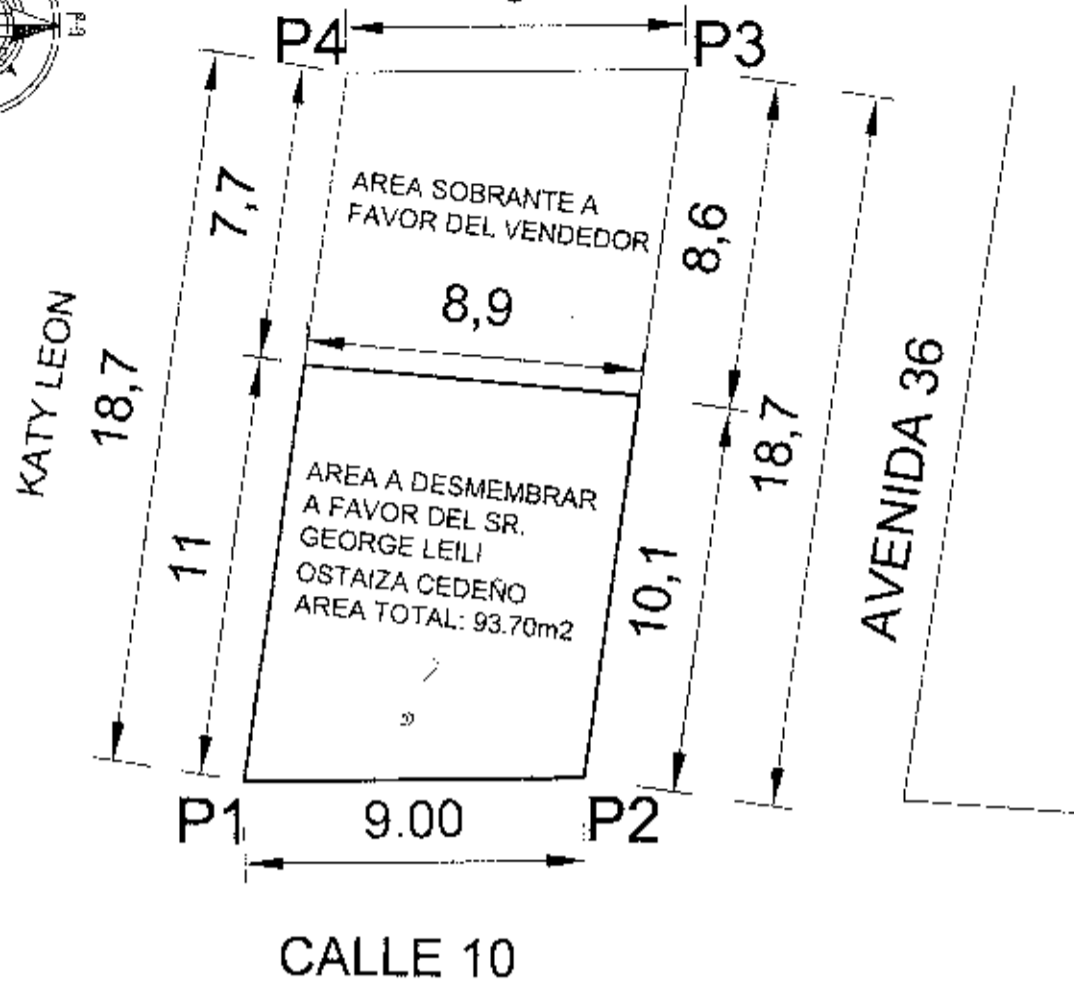 P4
P3
7,7
AREA SOBRANTE A
FAVOR DEL VENDEDOR
8,6
8,9
KATY LEON
18,7
18,7
AVENIDA 36
AREA A DESMEMBRAR
A FAVOR DEL SR.
GEORGE LEILI
OSTAIZA CEDEÑO
AREA TOTAL: 93.70m2
11
10,1
P1
9.00
P2
CALLE 10